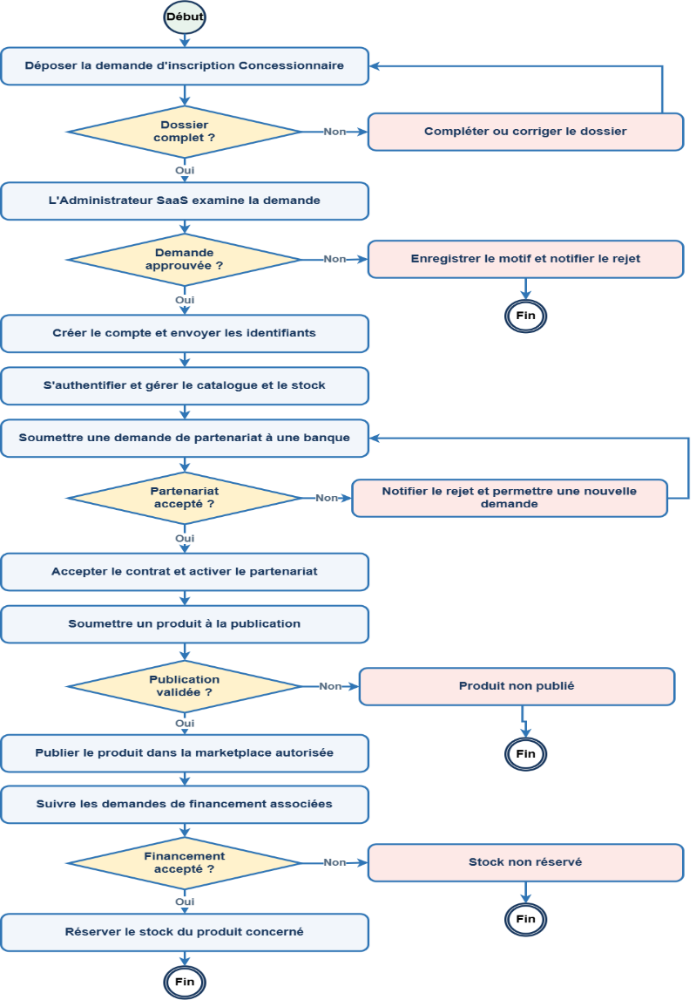 Début
Déposer la demande d'inscription Concessionnaire
Dossier
complet ?
Non
Compléter ou corriger le dossier
Oui
L'Administrateur SaaS examine la demande
Demande
approuvée ?
Non
Enregistrer le motif et notifier le rejet
Oui
Fin
Créer le compte et envoyer les identifiants
S'authentifier et gérer le catalogue et le stock
Soumettre une demande de partenariat à une banque
Partenariat
accepté ?
Non
Notifier le rejet et permettre une nouvelle
demande
Oui
Accepter le contrat et activer le partenariat
Soumettre un produit à la publication
Publication
validée ?
Non
Produit non publié
Oui
Fin
Publier le produit dans la marketplace autorisée
Suivre les demandes de financement associées
Financement
accepté ?
Non
Stock non réservé
Oui
Fin
Réserver le stock du produit concerné
Fin